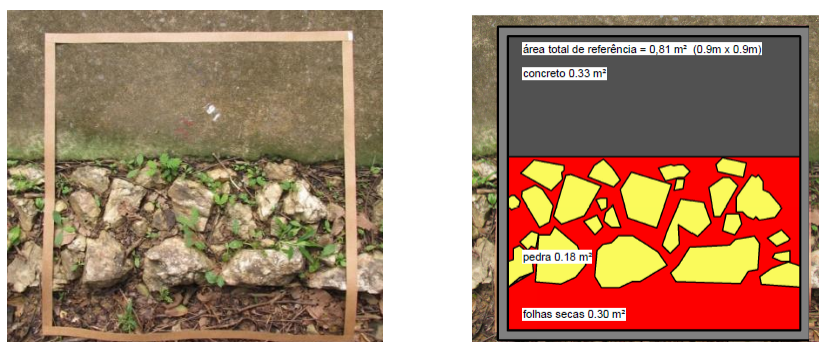 área total de referência = 0,81 m² (0.9m x 0.9m)
concreto 0.33 m²
pedra 0.18 m²
folhas secas 0.30 m²